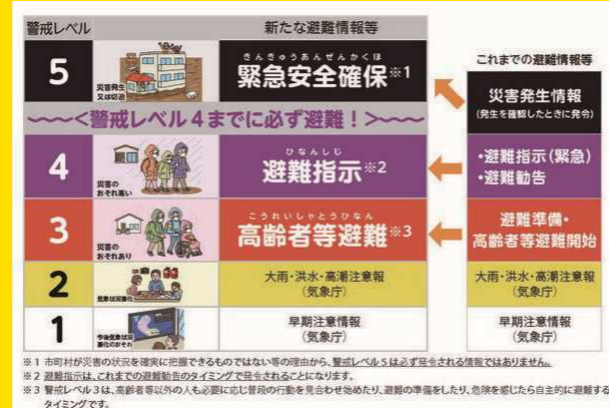 警戒レベル
新たな避難情報等
これまでの避難情報等
5
災害発生
又は切迫
きんきゅうあんぜんかくほ
緊急安全確保※1
災害発生情報
(発生を確認したときに発令)
〜〜〜<警戒レベル4までに必ず避難!>〜〜〜
4
災害の
おそれ高い
ひなんしじ
避難指示※2
・避難指示(緊急)
・避難勧告
3
災害の
おそれあり
こうれいしゃとうひなん
高齢者等避難※3
避難準備・
高齢者等避難開始
2
気象状況悪化
大雨・洪水・高潮注意報
(気象庁)
大雨・洪水・高潮注意報
(気象庁)
1
今後気象状況
悪化のおそれ
早期注意情報
(気象庁)
早期注意情報
(気象庁)
※1 市町村が災害の状況を確実に把握できるものではない等の理由から、警戒レベル5は必ず発令される情報ではありません。
※2 避難指示は、これまでの避難勧告のタイミングで発令されることになります。
※3 警戒レベル3は、高齢者等以外の人も必要に応じ普段の行動を見合わせ始めたり、避難の準備をしたり、危険を感じたら自主的に避難する
タイミングです。